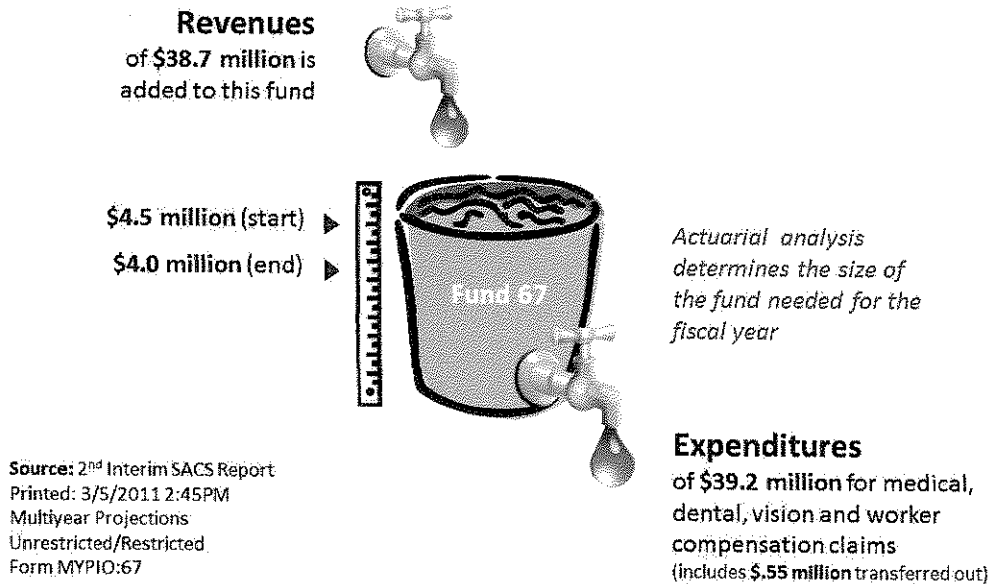 Revenues
of $38.7 million is
added to this fund
$4.5 million (start)
$4.0 million (end)
Fund 67
Actuarial analysis
determines the size of
the fund needed for the
fiscal year
Expenditures
of $39.2 million for medical,
dental, vision and worker
compensation claims
(includes $.55 million transferred out)
Source: 2nd Interim SACS Report
Printed: 3/5/2011 2:45PM
Multiyear Projections
Unrestricted/Restricted
Form MYPIO:67